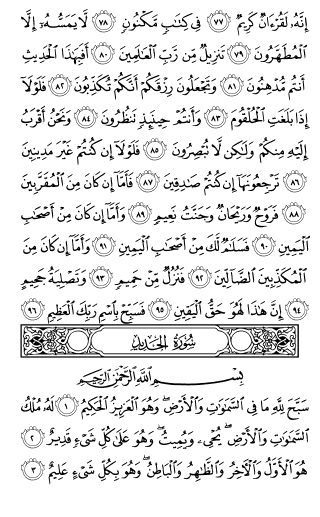 إِنَّهُۥ لَقُرْءَانٌ كَرِيمٌ ٧٧ فِى كِتَٰبٍ مَّكْنُونٍ ٧٨ لَّا يَمَسُّهُۥٓ إِلَّا
ٱلْمُطَهَّرُونَ ٧٩ تَنزِيلٌ مِّن رَّبِّ ٱلْعَٰلَمِينَ ٨٠ أَفَبِهَٰذَا ٱلْحَدِيثِ
أَنتُم مُّدْهِنُونَ ٨١ وَتَجْعَلُونَ رِزْقَكُمْ أَنَّكُمْ تُكَذِّبُونَ ٨٢ فَلَوْلَآ
إِذَا بَلَغَتِ ٱلْحُلْقُومَ ٨٣ وَأَنتُمْ حِينَئِذٍ تَنظُرُونَ ٨٤ وَنَحْنُ أَقْرَبُ
إِلَيْهِ مِنكُمْ وَلَٰكِن لَّا تُبْصِرُونَ ٨٥ فَلَوْلَآ إِن كُنتُمْ غَيْرَ مَدِينِينَ
٨٦ تَرْجِعُونَهَآ إِن كُنتُمْ صَٰدِقِينَ ٨٧ فَأَمَّآ إِن كَانَ مِنَ ٱلْمُقَرَّبِينَ
٨٨ فَرَوْحٌ وَرَيْحَانٌ وَجَنَّتُ نَعِيمٍ ٨٩ وَأَمَّآ إِن كَانَ مِنْ أَصْحَٰبِ
ٱلْيَمِينِ ٩٠ فَسَلَٰمٌ لَّكَ مِنْ أَصْحَٰبِ ٱلْيَمِينِ ٩١ وَأَمَّآ إِن كَانَ مِنَ
ٱلْمُكَذِّبِينَ ٱلضَّآلِّينَ ٩٢ فَنُزُلٌ مِّنْ حَمِيمٍ ٩٣ وَتَصْلِيَةُ جَحِيمٍ
٩٤ إِنَّ هَٰذَا لَهُوَ حَقُّ ٱلْيَقِينِ ٩٥ فَسَبِّحْ بِٱسْمِ رَبِّكَ ٱلْعَظِيمِ ٩٦
سُورَةُ الْحَدِيدِ
بِسْمِ ٱللَّهِ ٱلرَّحْمَٰنِ ٱلرَّحِيمِ
سَبَّحَ لِلَّهِ مَا فِى ٱلسَّمَٰوَٰتِ وَٱلْأَرْضِ ۖ وَهُوَ ٱلْعَزِيزُ ٱلْحَكِيمُ ١ لَهُۥ مُلْكُ
ٱلسَّمَٰوَٰتِ وَٱلْأَرْضِ ۖ يُحْىِۦ وَيُمِيتُ ۖ وَهُوَ عَلَىٰ كُلِّ شَىْءٍ قَدِيرٌ ٢
هُوَ ٱلْأَوَّلُ وَٱلْءَاخِرُ وَٱلظَّٰهِرُ وَٱلْبَاطِنُ ۖ وَهُوَ بِكُلِّ شَىْءٍ عَلِيمٌ ٣